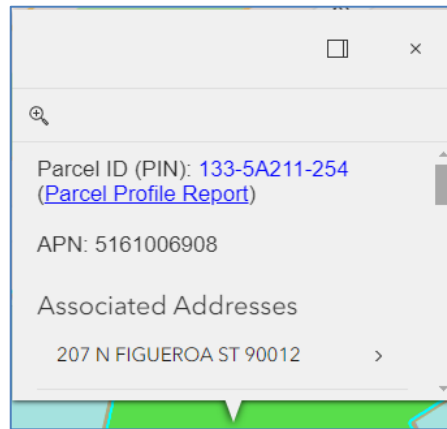 Parcel ID (PIN): 133-5A211-254
(Parcel Profile Report)
APN: 5161006908
Associated Addresses
207 N FIGUEROA ST 90012